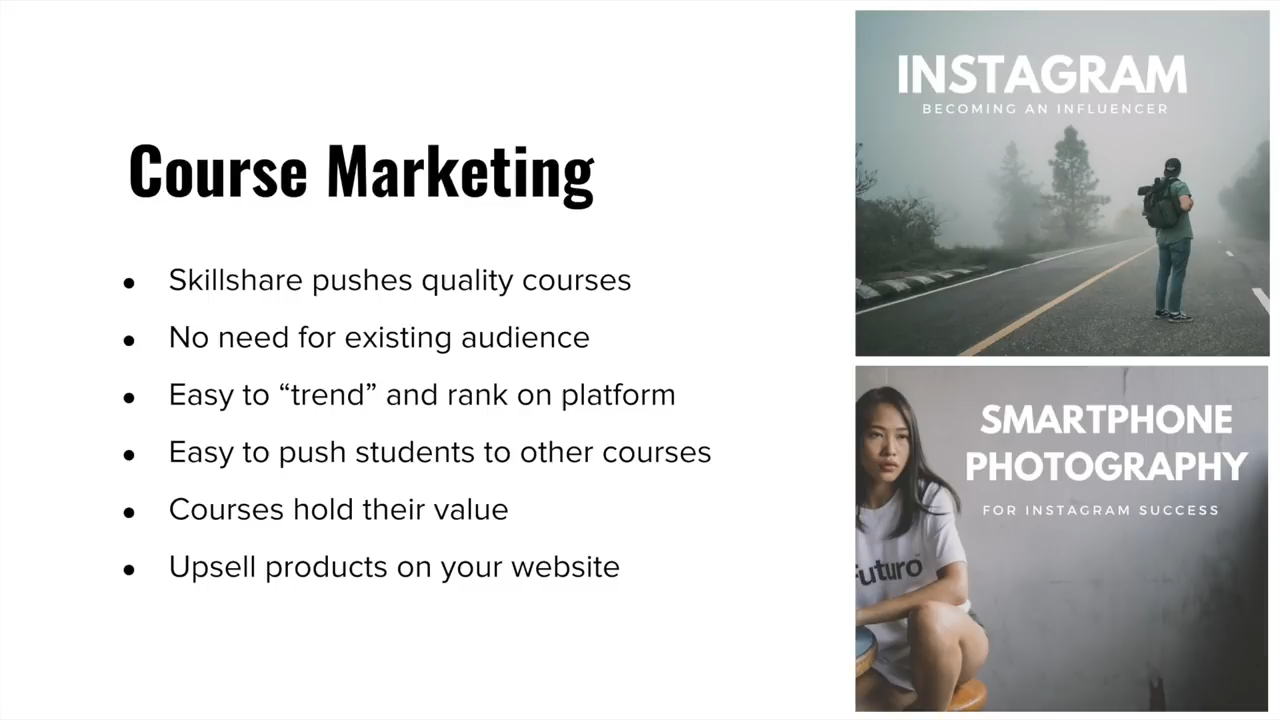 Course Marketing
● Skillshare pushes quality courses
● No need for existing audience
● Easy to “trend” and rank on platform
● Easy to push students to other courses
● Courses hold their value
● Upsell products on your website
INSTAGRAM
BECOMING AN INFLUENCER
SMARTPHONE
PHOTOGRAPHY
FOR INSTAGRAM SUCCESS
Futuro